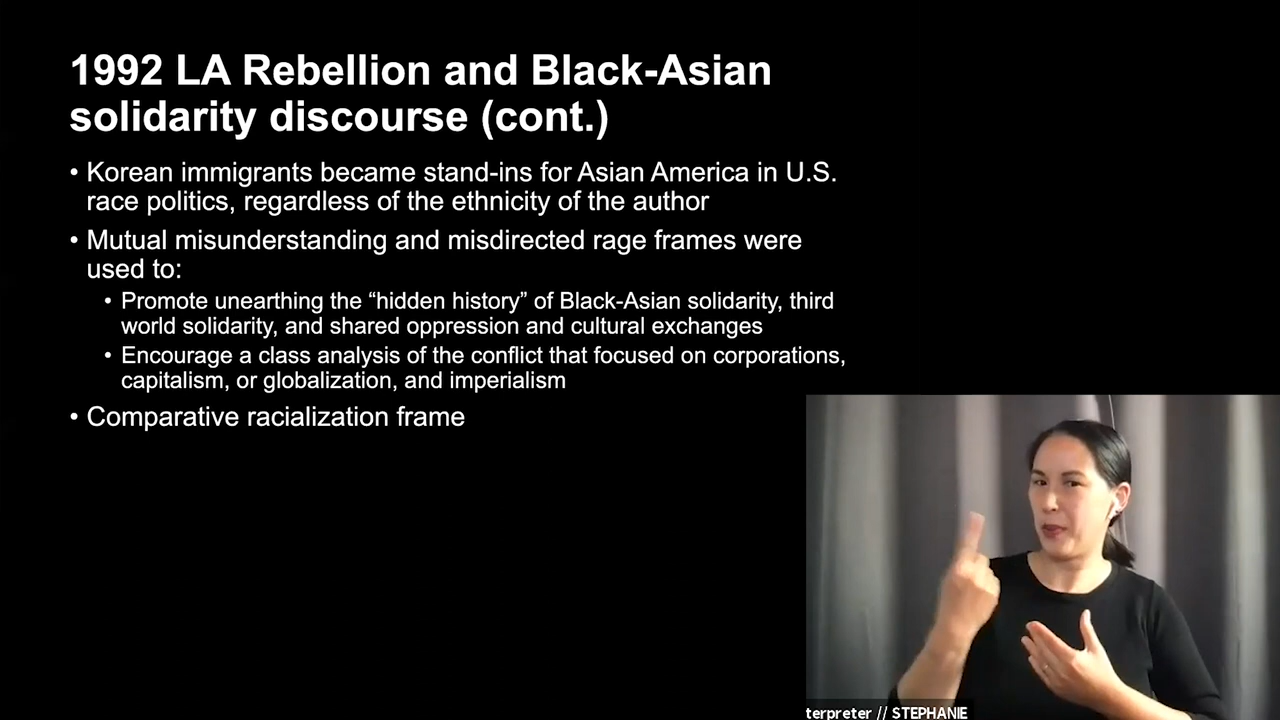 1992 LA Rebellion and Black-Asian
solidarity discourse (cont.)
• Korean immigrants became stand-ins for Asian America in U.S.
race politics, regardless of the ethnicity of the author
• Mutual misunderstanding and misdirected rage frames were
used to:
• Promote unearthing the “hidden history” of Black-Asian solidarity, third
world solidarity, and shared oppression and cultural exchanges
• Encourage a class analysis of the conflict that focused on corporations,
capitalism, or globalization, and imperialism
• Comparative racialization frame
terpreter // STEPHANIE